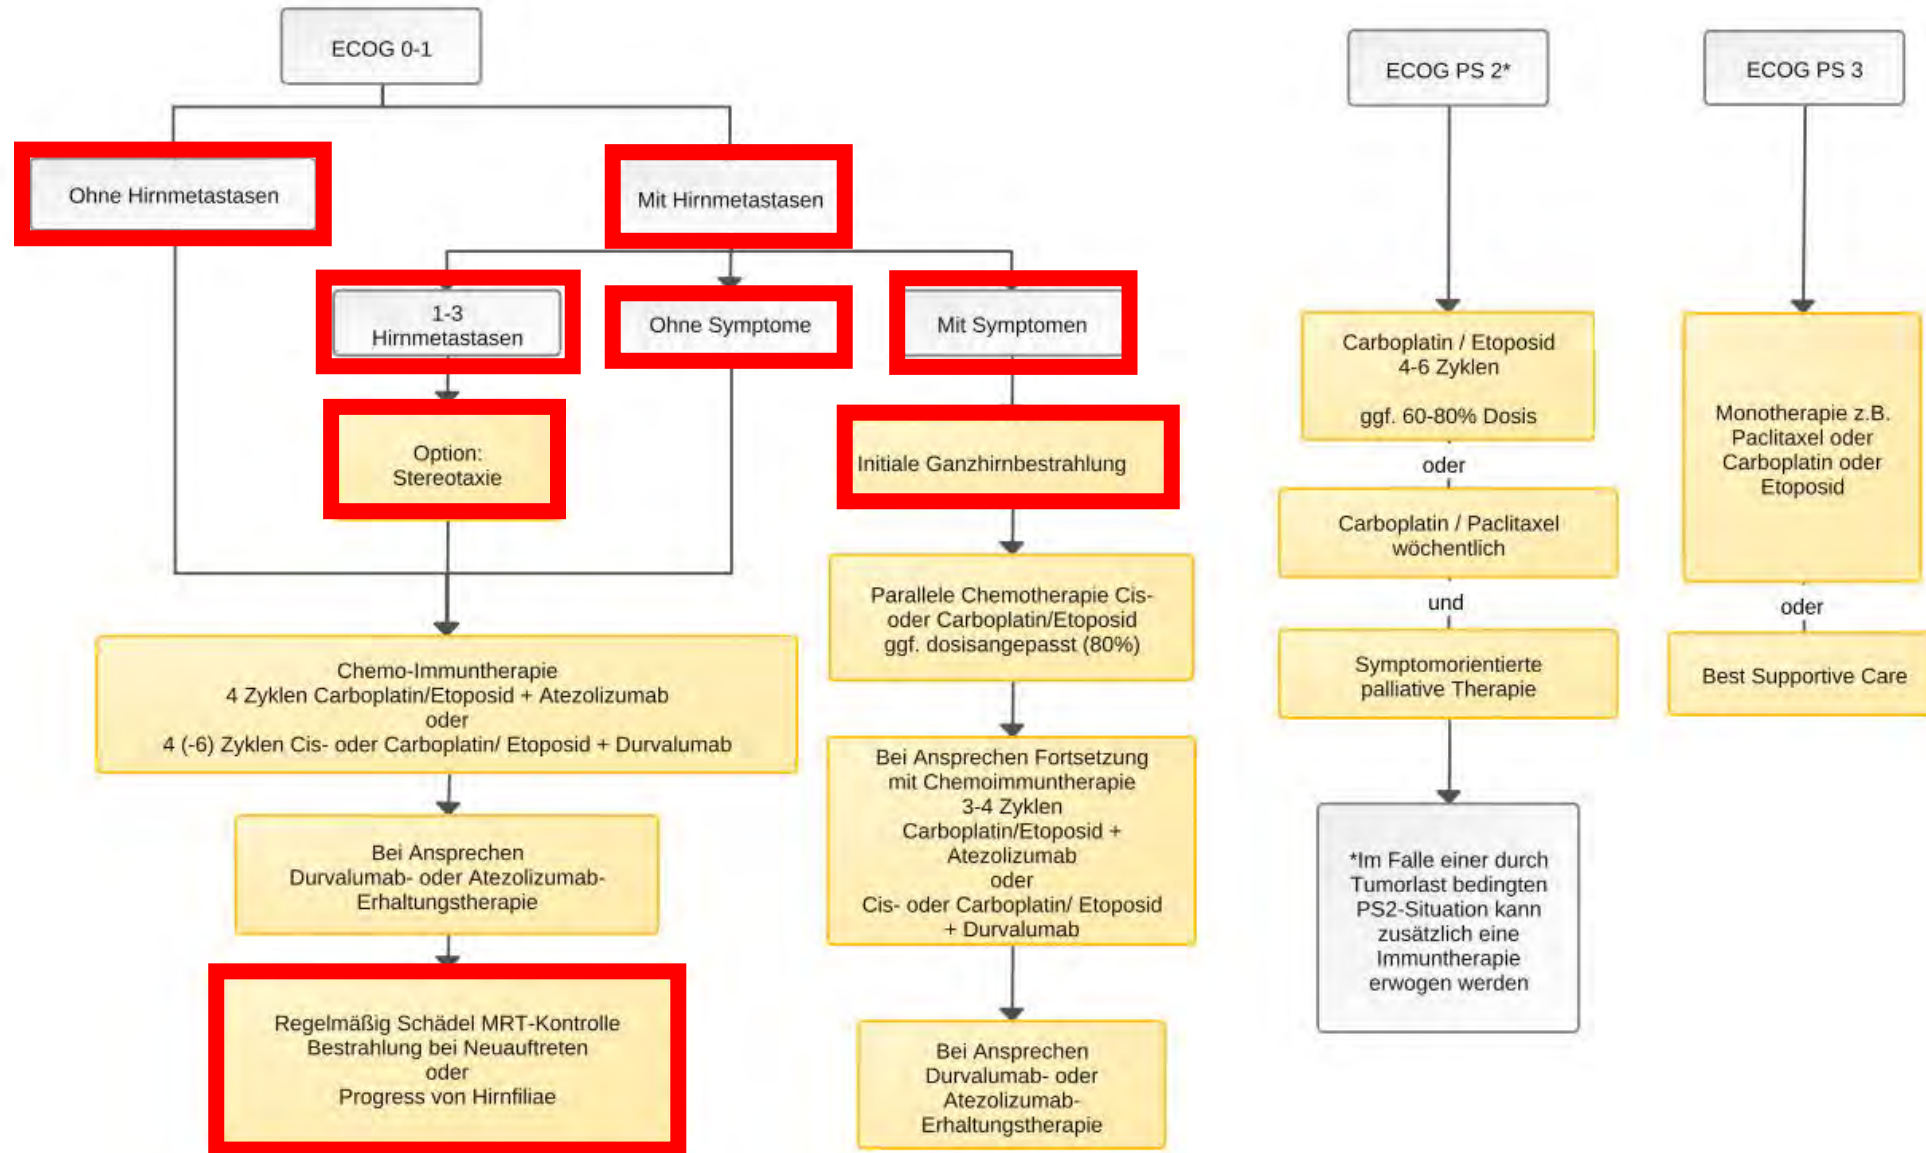 ECOG 0-1
Ohne Hirnmetastasen
Mit Hirnmetastasen
1-3
Hirnmetastasen
Ohne Symptome
Mit Symptomen
Option:
Stereotaxie
Initiale Ganzhirnbestrahlung
Parallele Chemotherapie Cis-
oder Carboplatin/Etoposid
ggf. dosisangepasst (80%)
Chemo-Immuntherapie
4 Zyklen Carboplatin/Etoposid + Atezolizumab
oder
4 (-6) Zyklen Cis- oder Carboplatin/ Etoposid + Durvalumab
Bei Ansprechen Fortsetzung
mit Chemoimmuntherapie
3-4 Zyklen
Carboplatin/Etoposid +
Atezolizumab
oder
Cis- oder Carboplatin/ Etoposid
+ Durvalumab
Bei Ansprechen
Durvalumab- oder Atezolizumab-
Erhaltungstherapie
Regelmäßig Schädel MRT-Kontrolle
Bestrahlung bei Neuauftreten
oder
Progress von Hirnfiliae
Bei Ansprechen
Durvalumab- oder
Atezolizumab-
Erhaltungstherapie
ECOG PS 2*
Carboplatin / Etoposid
4-6 Zyklen
ggf. 60-80% Dosis
oder
Carboplatin / Paclitaxel
wöchentlich
und
Symptomorientierte
palliative Therapie
*Im Falle einer durch
Tumorlast bedingten
PS2-Situation kann
zusätzlich eine
Immuntherapie
erwogen werden
ECOG PS 3
Monotherapie z.B.
Paclitaxel oder
Carboplatin oder
Etoposid
oder
Best Supportive Care